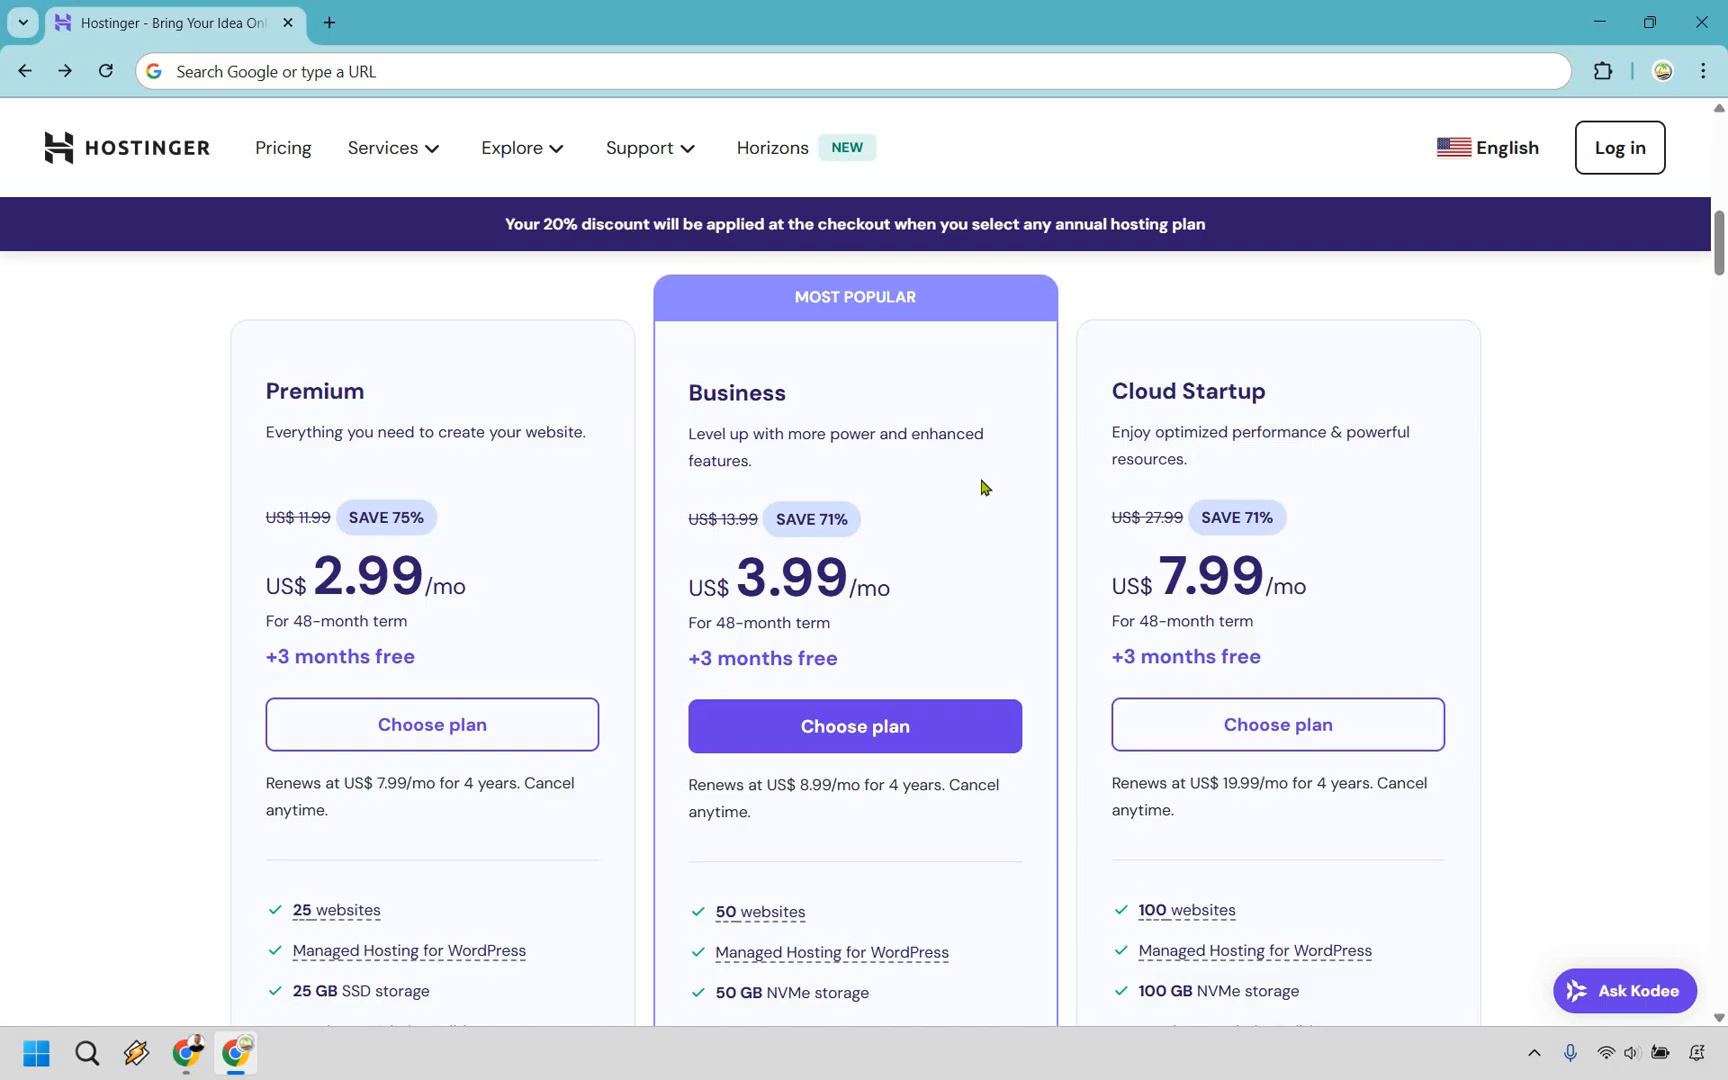 Hostinger - Bring Your Idea Onl
Search Google or type a URL
HOSTINGER
Pricing
Services
Explore
Support
Horizons
NEW
English
Log in
Your 20% discount will be applied at the checkout when you select any annual hosting plan
MOST POPULAR
Premium
Everything you need to create your website.
US$ 11.99
SAVE 75%
US$ 2.99/mo
For 48-month term
+3 months free
Choose plan
Renews at US$ 7.99/mo for 4 years. Cancel
anytime.
25 websites
Managed Hosting for WordPress
25 GB SSD storage
Business
Level up with more power and enhanced
features.
US$ 13.99
SAVE 71%
US$ 3.99/mo
For 48-month term
+3 months free
Choose plan
Renews at US$ 8.99/mo for 4 years. Cancel
anytime.
50 websites
Managed Hosting for WordPress
50 GB NVMe storage
Cloud Startup
Enjoy optimized performance & powerful
resources.
US$ 27.99
SAVE 71%
US$ 7.99/mo
For 48-month term
+3 months free
Choose plan
Renews at US$ 19.99/mo for 4 years. Cancel
anytime.
100 websites
Managed Hosting for WordPress
100 GB NVMe storage
Ask Kodee